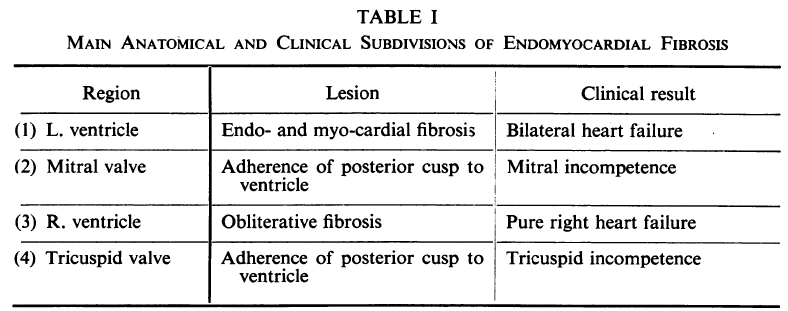 TABLE I
MAIN ANATOMICAL AND CLINICAL SUBDIVISIONS OF ENDOMYOCARDIAL FIBROSIS
Region Lesion Clinical result
(1) L. ventricle Endo- and myo-cardial fibrosis Bilateral heart failure
(2) Mitral valve Adherence of posterior cusp to Mitral incompetence
ventricle
(3) R. ventricle Obliterative fibrosis Pure right heart failure
(4) Tricuspid valve Adherence of posterior cusp to Tricuspid incompetence
ventricle